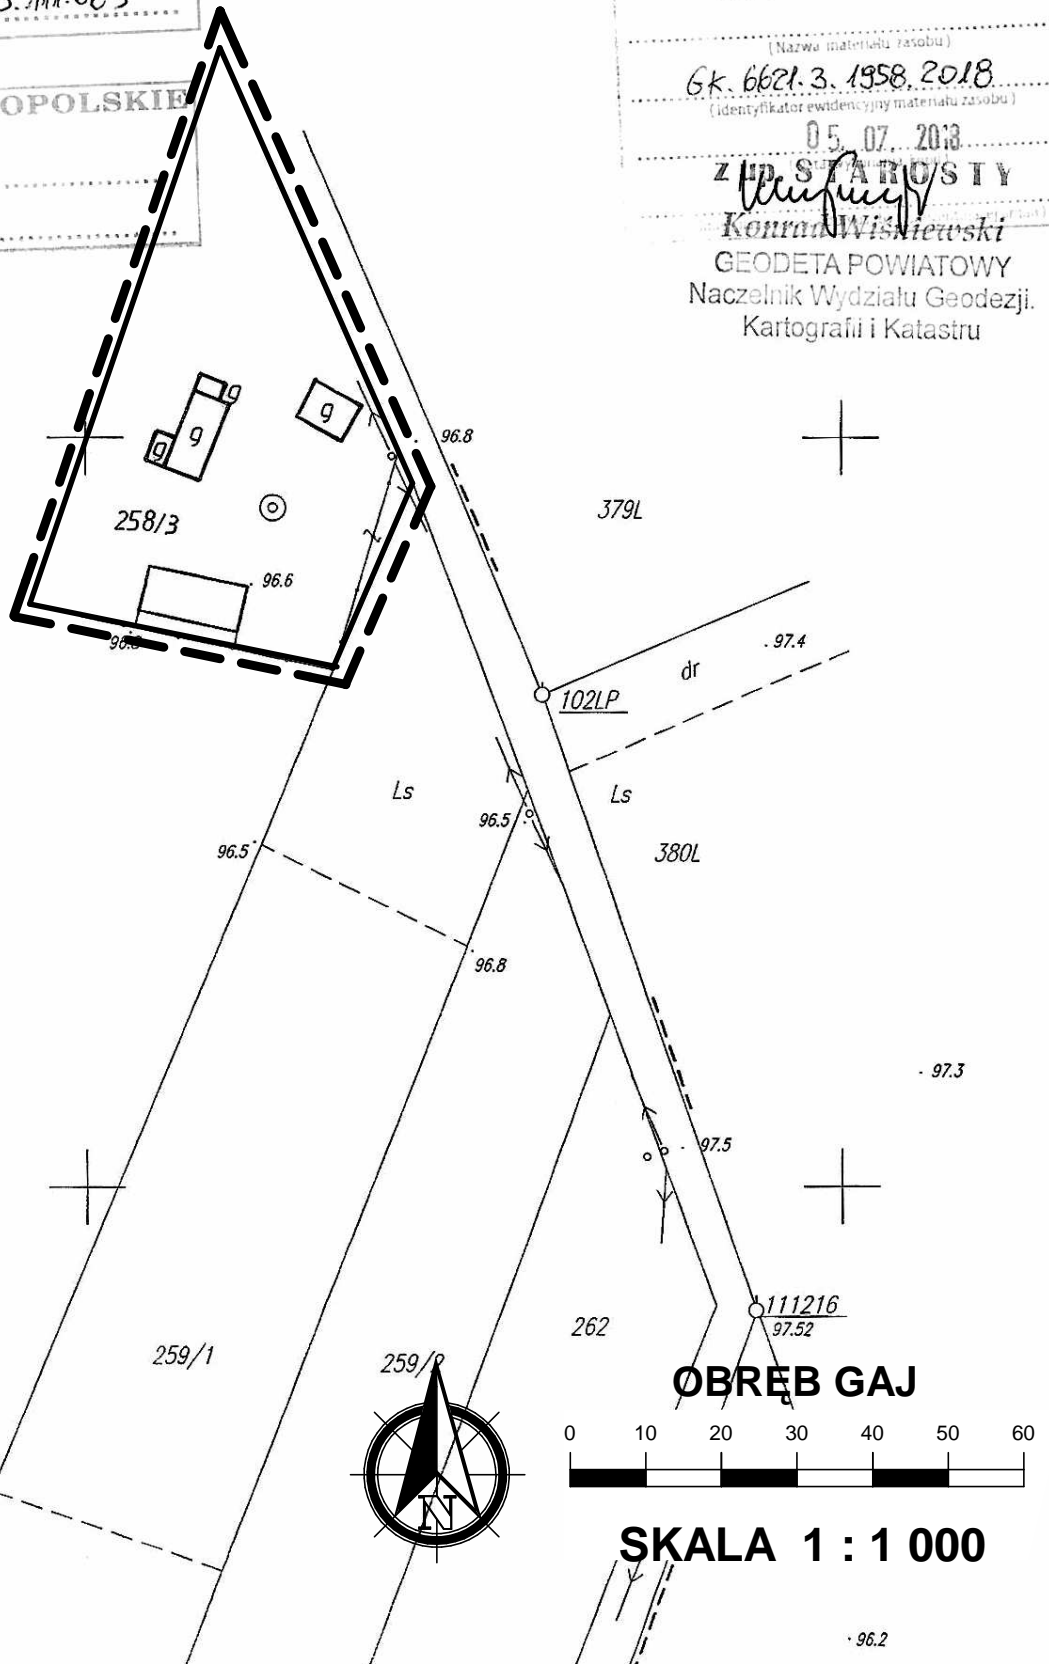 OPOLSKIE
(Nazwa materiału zasobu)
GK. 6621.3. 1958. 2018
(identyfikator ewidencyjny materiału zasobu)
05. 07. 2018
z up. STAROSTY
Konrad Wiśniewski
GEODETA POWIATOWY
Naczelnik Wydziału Geodezji.
Kartografii i Katastru
96.8
g
g
g
g
379L
258/3
96.6
97.4
dr
102LP
Ls
Ls
96.5
96.5
380L
96.8
97.3
97.5
111216
97.52
262
259/1
259/2
OBRĘB GAJ
0 10 20 30 40 50 60
N
SKALA 1 : 1 000
96.2